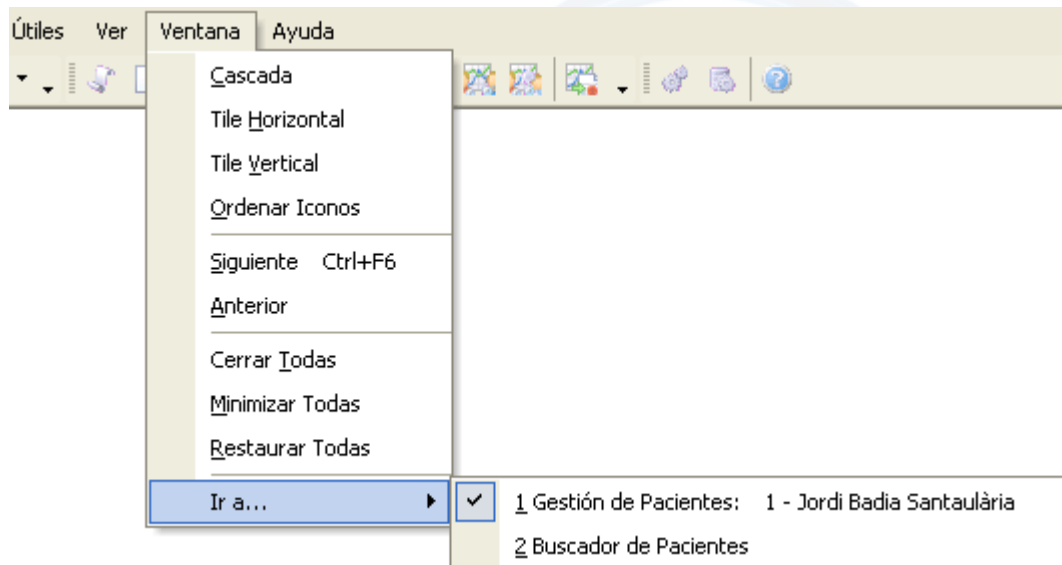 Útiles Ver Ventana Ayuda
Cascada
Tile Horizontal
Tile Vertical
Ordenar Iconos
Siguiente Ctrl+F6
Anterior
Cerrar Todas
Minimizar Todas
Restaurar Todas
Ir a...
1 Gestión de Pacientes: 1 - Jordi Badia Santaulària
2 Buscador de Pacientes